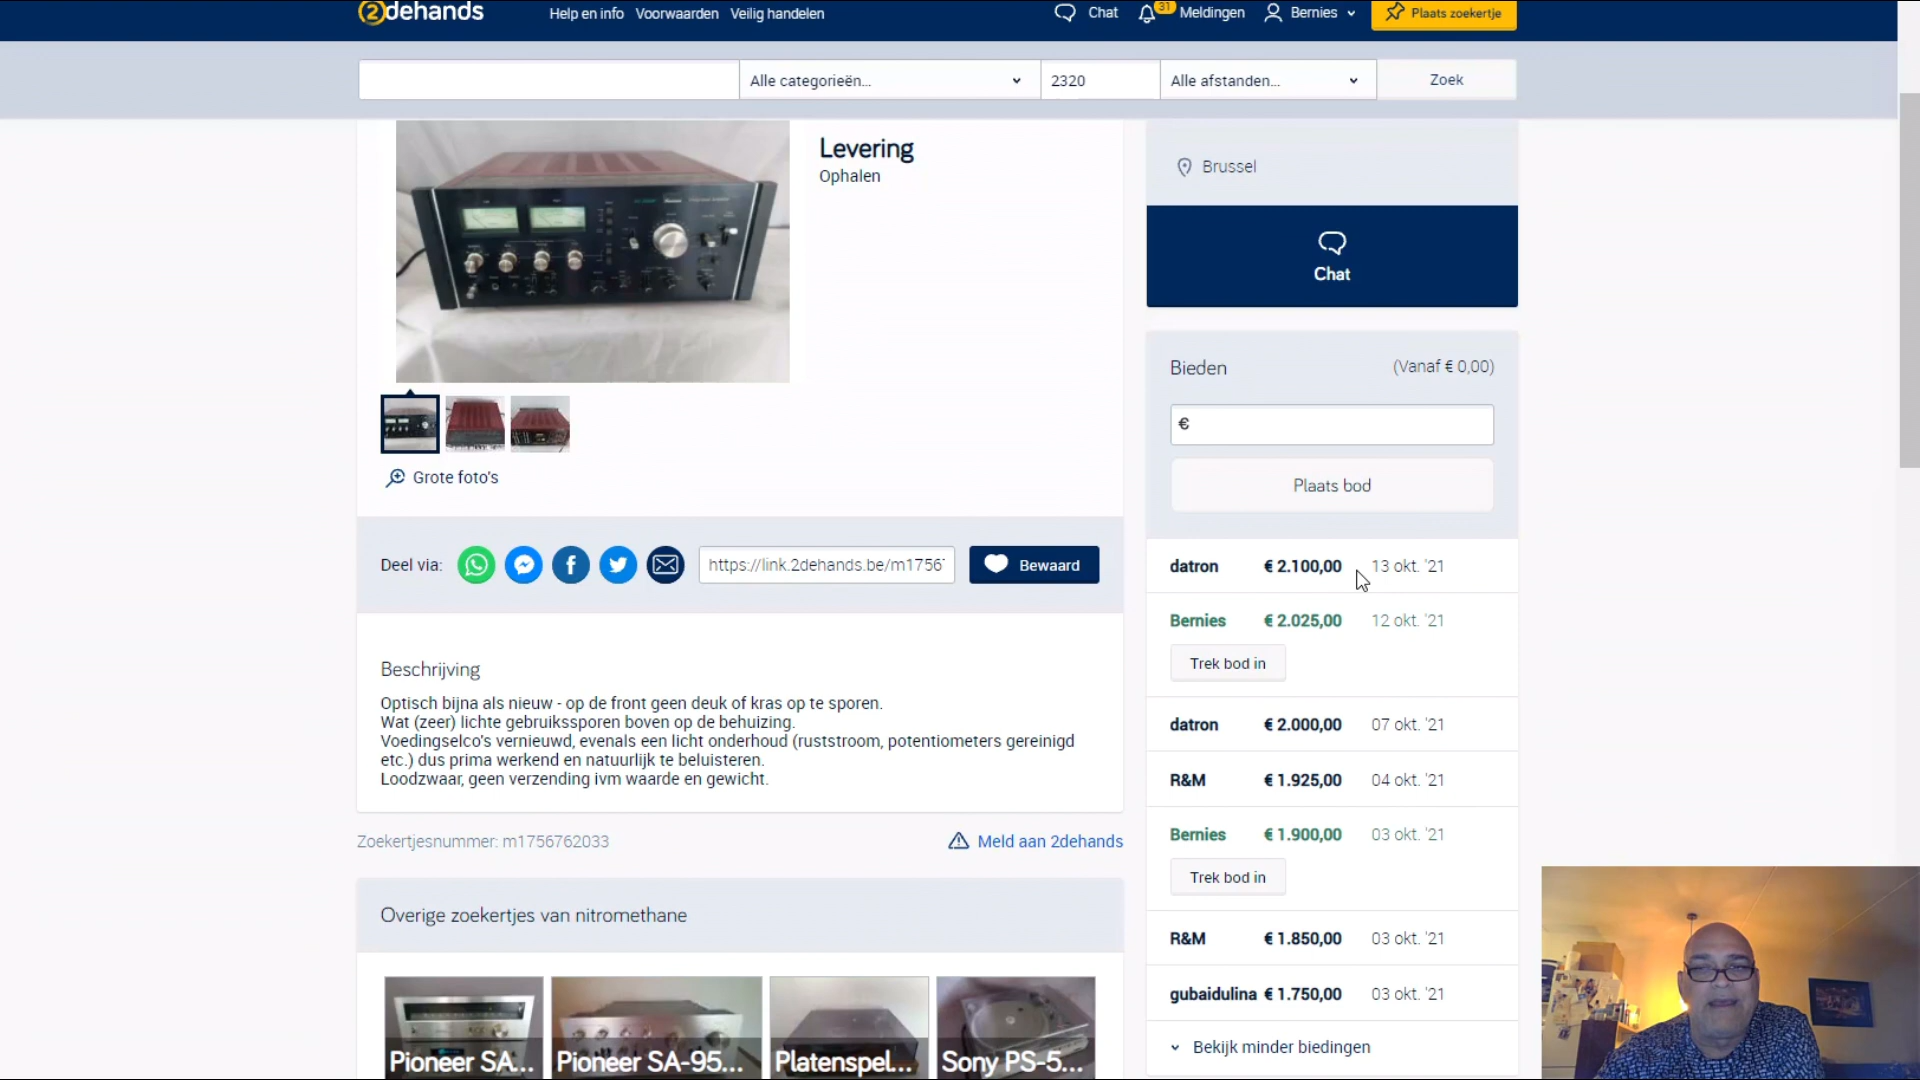 2dehands
Help en info Voorwaarden Veilig handelen
Chat
31
Meldingen
Bernies
Plaats zoekertje
Alle categorieën...
2320
Alle afstanden...
Zoek
Levering
Ophalen
Brussel
Chat
Bieden (Vanaf € 0,00)
€
Plaats bod
Grote foto's
Deel via:
https://link.2dehands.be/m1756
Bewaard
datron € 2.100,00 13 okt. '21
Bernies € 2.025,00 12 okt. '21
Trek bod in
datron € 2.000,00 07 okt. '21
R&M € 1.925,00 04 okt. '21
Bernies € 1.900,00 03 okt. '21
Trek bod in
R&M € 1.850,00 03 okt. '21
gubaidulina € 1.750,00 03 okt. '21
Bekijk minder biedingen
Beschrijving
Optisch bijna als nieuw - op de front geen deuk of kras op te sporen.
Wat (zeer) lichte gebruikssporen boven op de behuizing.
Voedingselco's vernieuwd, evenals een licht onderhoud (ruststroom, potentiometers gereinigd
etc.) dus prima werkend en natuurlijk te beluisteren.
Loodzwaar, geen verzending ivm waarde en gewicht.
Zoekertjesnummer: m1756762033
Meld aan 2dehands
Overige zoekertjes van nitromethane
Pioneer SA...
Pioneer SA-95...
Platenspel...
Sony PS-5...